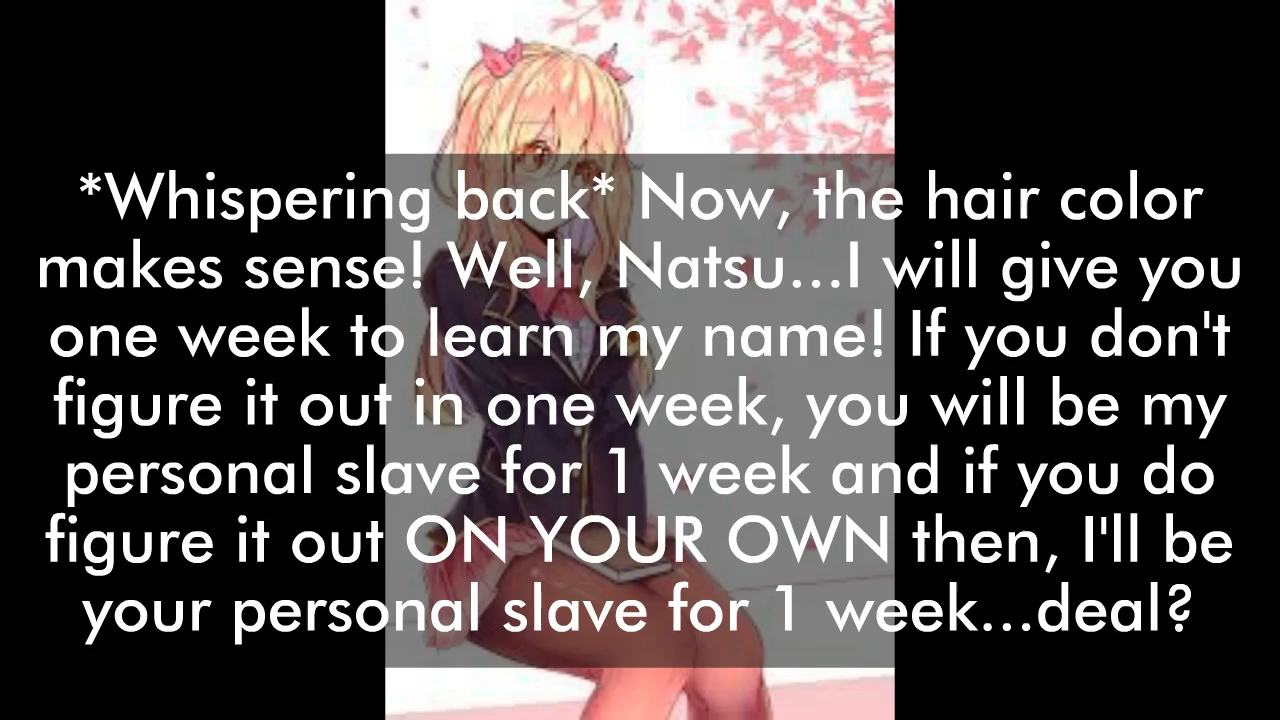 *Whispering back* Now, the hair color
makes sense! Well, Natsu...I will give you
one week to learn my name! If you don't
figure it out in one week, you will be my
personal slave for 1 week and if you do
figure it out ON YOUR OWN then, I'll be
your personal slave for 1 week...deal?